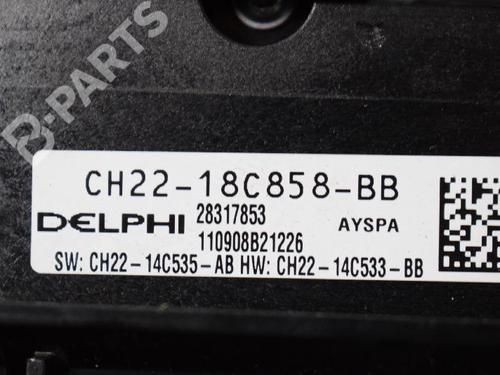 B-PARTS
CH22-18C858-BB
DELPHI 28317853 AYSPA
110908B21226
SW: CH22-14C535-AB HW: CH22-14C533-BB